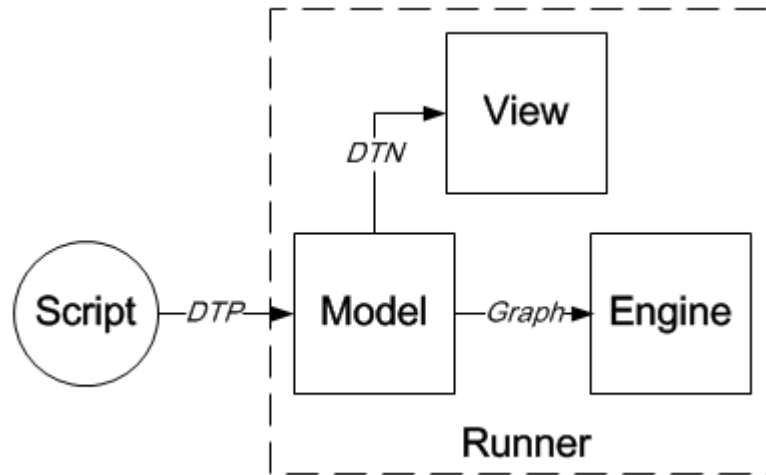 View
DTN
Script
DTP
Model
Graph
Engine
Runner